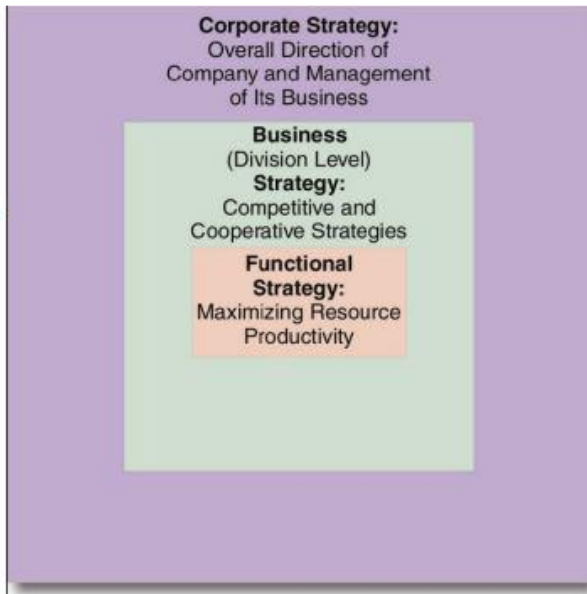 Corporate Strategy:
Overall Direction of
Company and Management
of Its Business
Business
(Division Level)
Strategy:
Competitive and
Cooperative Strategies
Functional
Strategy:
Maximizing Resource
Productivity